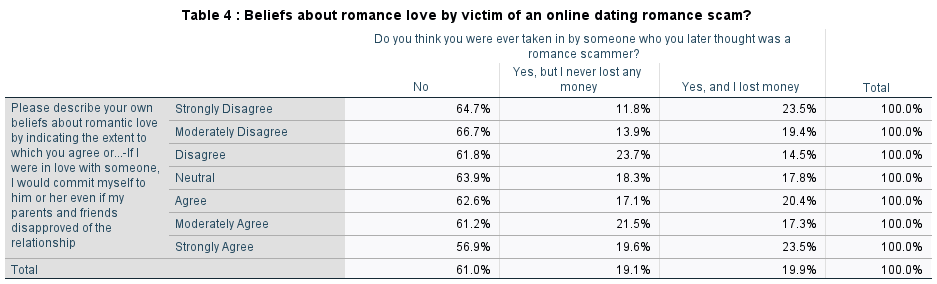 Table 4 : Beliefs about romance love by victim of an online dating romance scam?
Do you think you were ever taken in by someone who you later thought was a
romance scammer?
No
Yes, but I never lost any
money
Yes, and I lost money
Total
Please describe your own
beliefs about romantic love
by indicating the extent to
which you agree or...-If I
were in love with someone,
I would commit myself to
him or her even if my
parents and friends
disapproved of the
relationship
Strongly Disagree 64.7% 11.8% 23.5% 100.0%
Moderately Disagree 66.7% 13.9% 19.4% 100.0%
Disagree 61.8% 23.7% 14.5% 100.0%
Neutral 63.9% 18.3% 17.8% 100.0%
Agree 62.6% 17.1% 20.4% 100.0%
Moderately Agree 61.2% 21.5% 17.3% 100.0%
Strongly Agree 56.9% 19.6% 23.5% 100.0%
Total 61.0% 19.1% 19.9% 100.0%